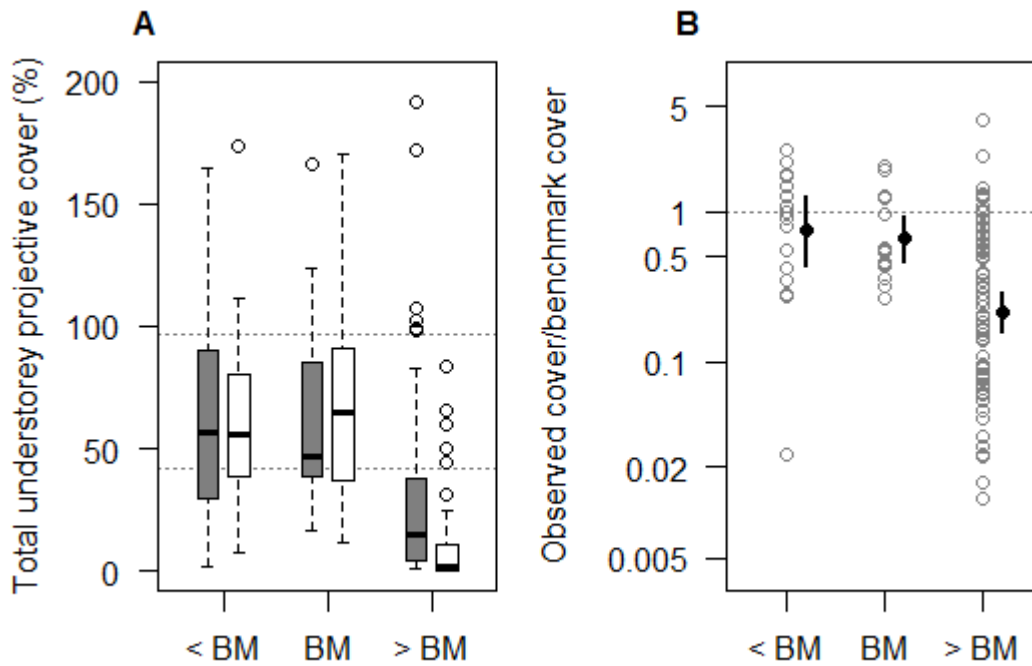 A
Total understorey projective cover (%)
200
150
100
50
0
< BM BM > BM
B
Observed cover/benchmark cover
5
1
0.5
0.1
0.02
0.005
< BM BM > BM